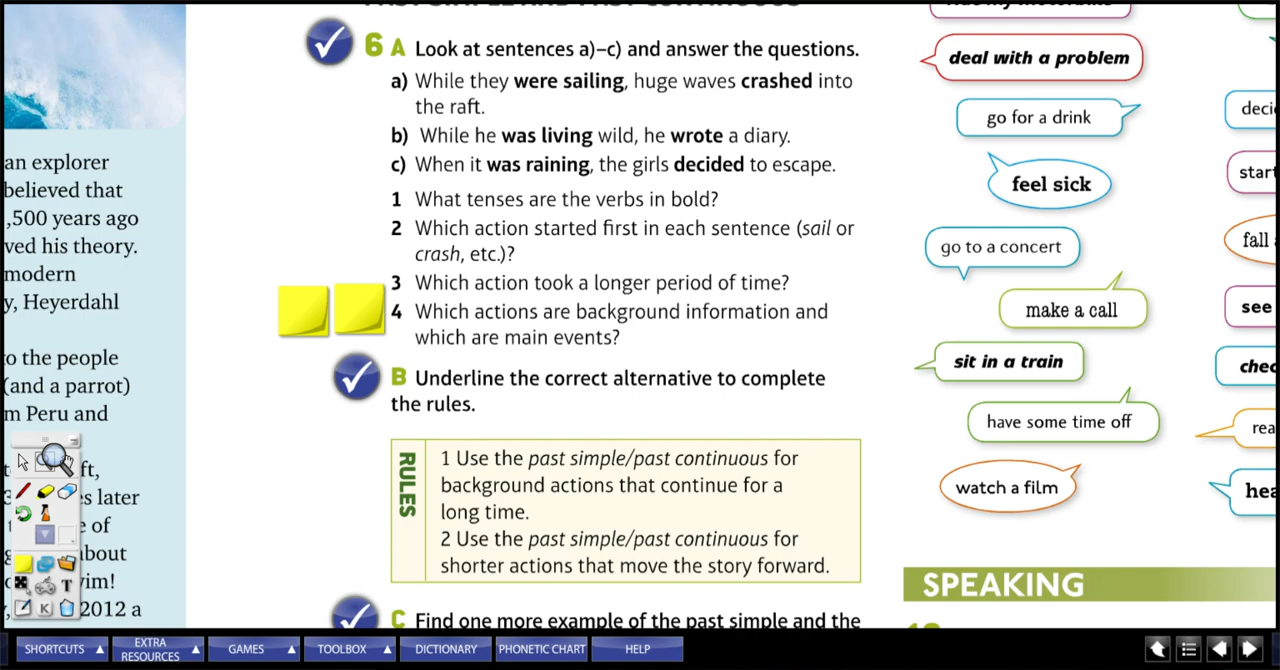 6 A Look at sentences a)–c) and answer the questions.
a) While they were sailing, huge waves crashed into
the raft.
b) While he was living wild, he wrote a diary.
c) When it was raining, the girls decided to escape.
1 What tenses are the verbs in bold?
2 Which action started first in each sentence (sail or
crash, etc.)?
3 Which action took a longer period of time?
4 Which actions are background information and
which are main events?
B Underline the correct alternative to complete
the rules.
RULES
1 Use the past simple/past continuous for
background actions that continue for a
long time.
2 Use the past simple/past continuous for
shorter actions that move the story forward.
C Find one more example of the past simple and the
an explorer
believed that
,500 years ago
ved his theory.
modern
y, Heyerdahl
to the people
(and a parrot)
m Peru and
ft,
s later
e of
about
vim!
2012 a
deal with a problem
go for a drink
feel sick
go to a concert
make a call
sit in a train
have some time off
watch a film
deci
start
fall
see
chec
rea
hea
SPEAKING
SHORTCUTS
EXTRA
RESOURCES
GAMES
TOOLBOX
DICTIONARY
PHONETIC CHART
HELP
T
K